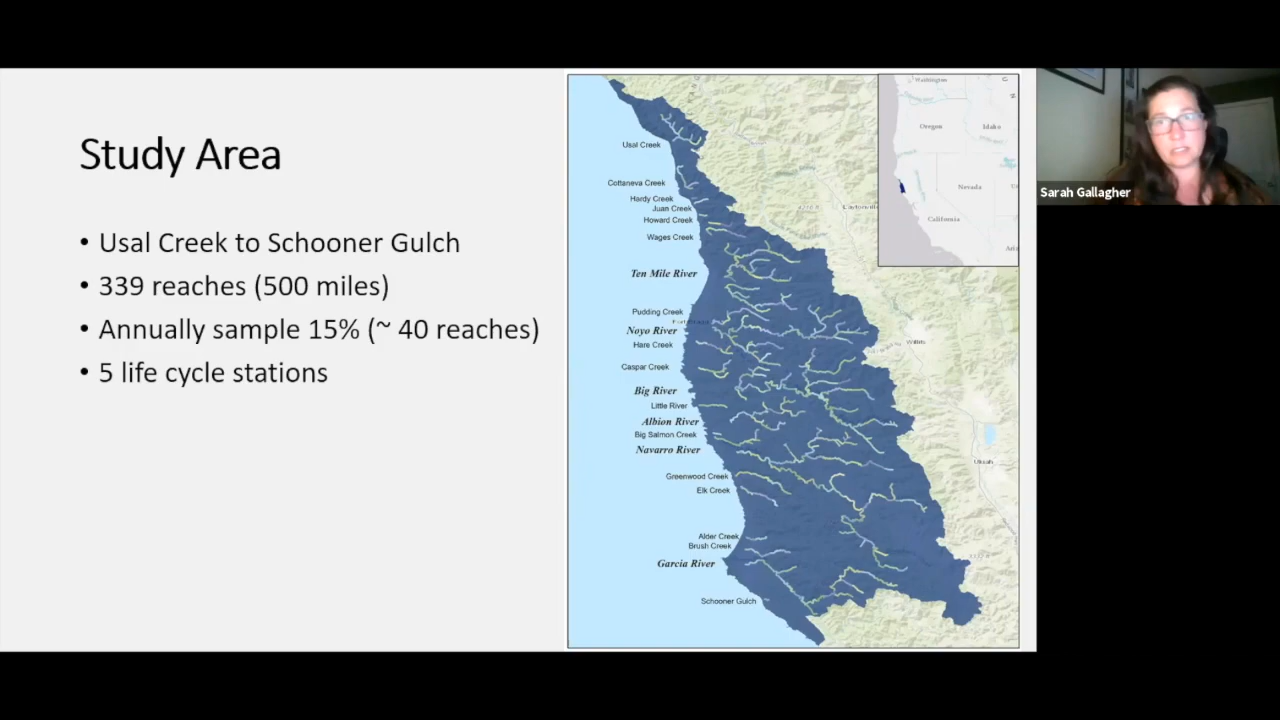 Study Area
• Usal Creek to Schooner Gulch
• 339 reaches (500 miles)
• Annually sample 15% (~ 40 reaches)
• 5 life cycle stations
Usal Creek
Cottaneva Creek
Hardy Creek
Juan Creek
Howard Creek
Wages Creek
Ten Mile River
Pudding Creek
Noyo River
Hare Creek
Caspar Creek
Big River
Little River
Albion River
Big Salmon Creek
Navarro River
Greenwood Creek
Elk Creek
Alder Creek
Brush Creek
Garcia River
Schooner Gulch
Willits
Ukiah
Washington
Oregon
Idaho
Nevada
California
Sarah Gallagher